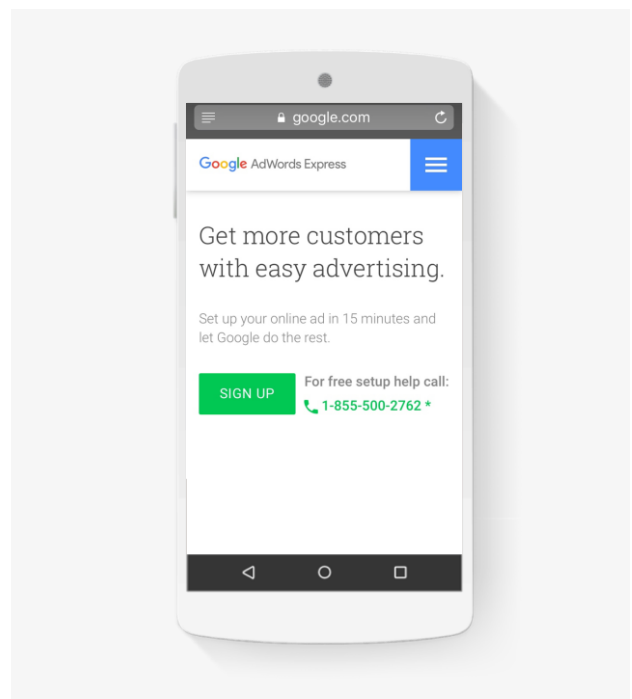 google.com
Google AdWords Express
Get more customers
with easy advertising.
Set up your online ad in 15 minutes and
let Google do the rest.
SIGN UP
For free setup help call:
1-855-500-2762 *